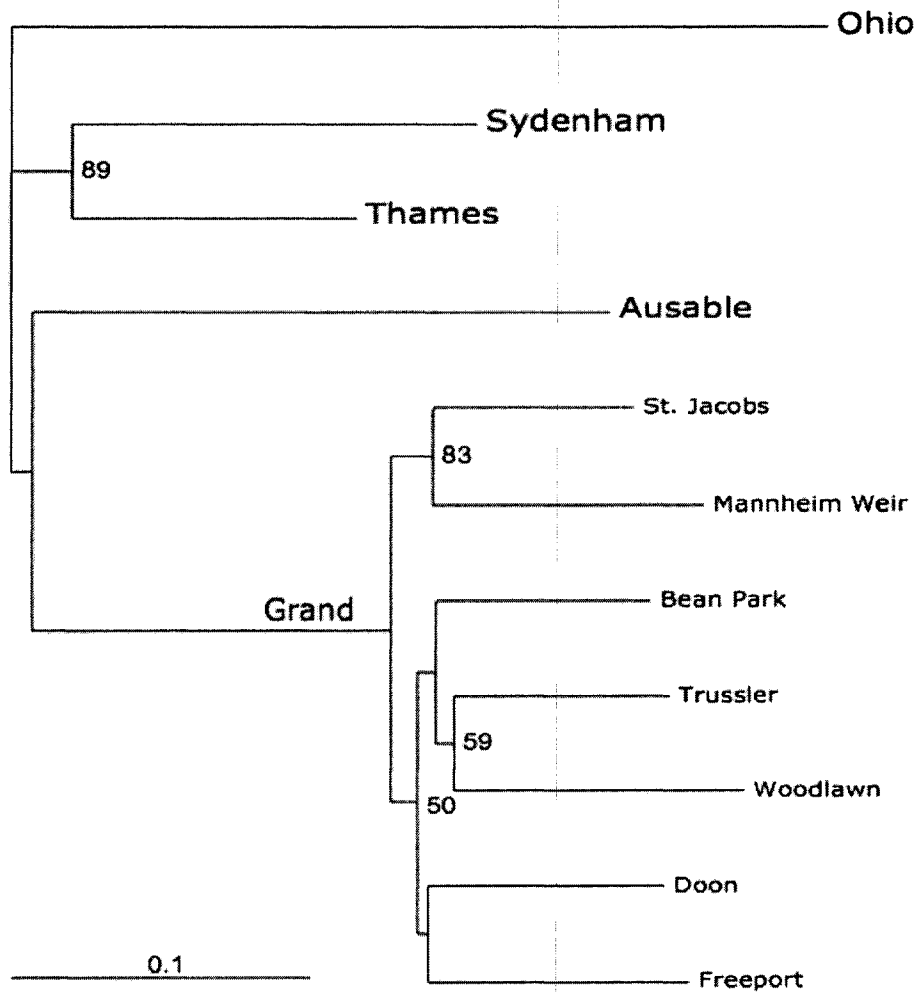 Ohio
Sydenham
89
Thames
Ausable
St. Jacobs
83
Mannheim Weir
Bean Park
Grand
Trussler
59
Woodlawn
50
Doon
0.1
Freeport